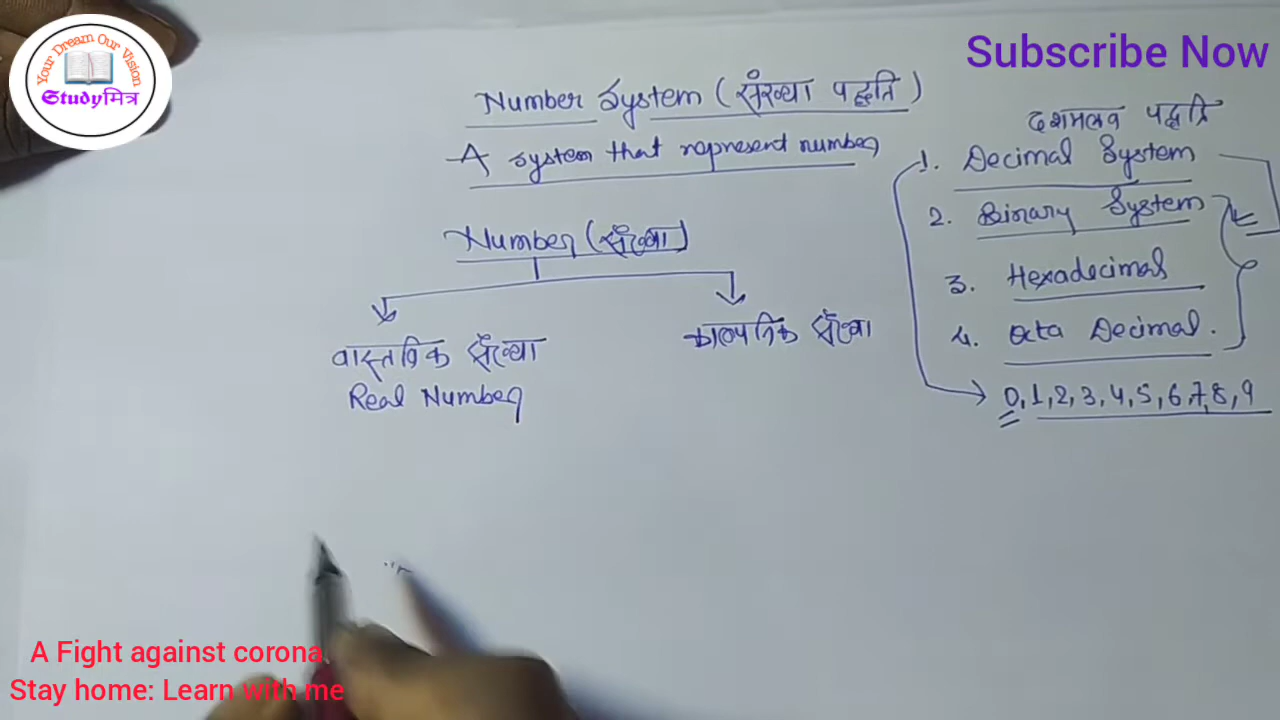 Your Dream Our Vision
Studyमित्र
Subscribe Now
Number System (संख्या पद्धति)
A system that represent number
Number (संख्या)
वास्तविक संख्या
Real Number
काल्पनिक संख्या
दशमलव पद्धति
1. Decimal System
2. Binary System
3. Hexadecimal
4. Octa Decimal.
0, 1, 2, 3, 4, 5, 6, 7, 8, 9
A Fight against corona
Stay home: Learn with me